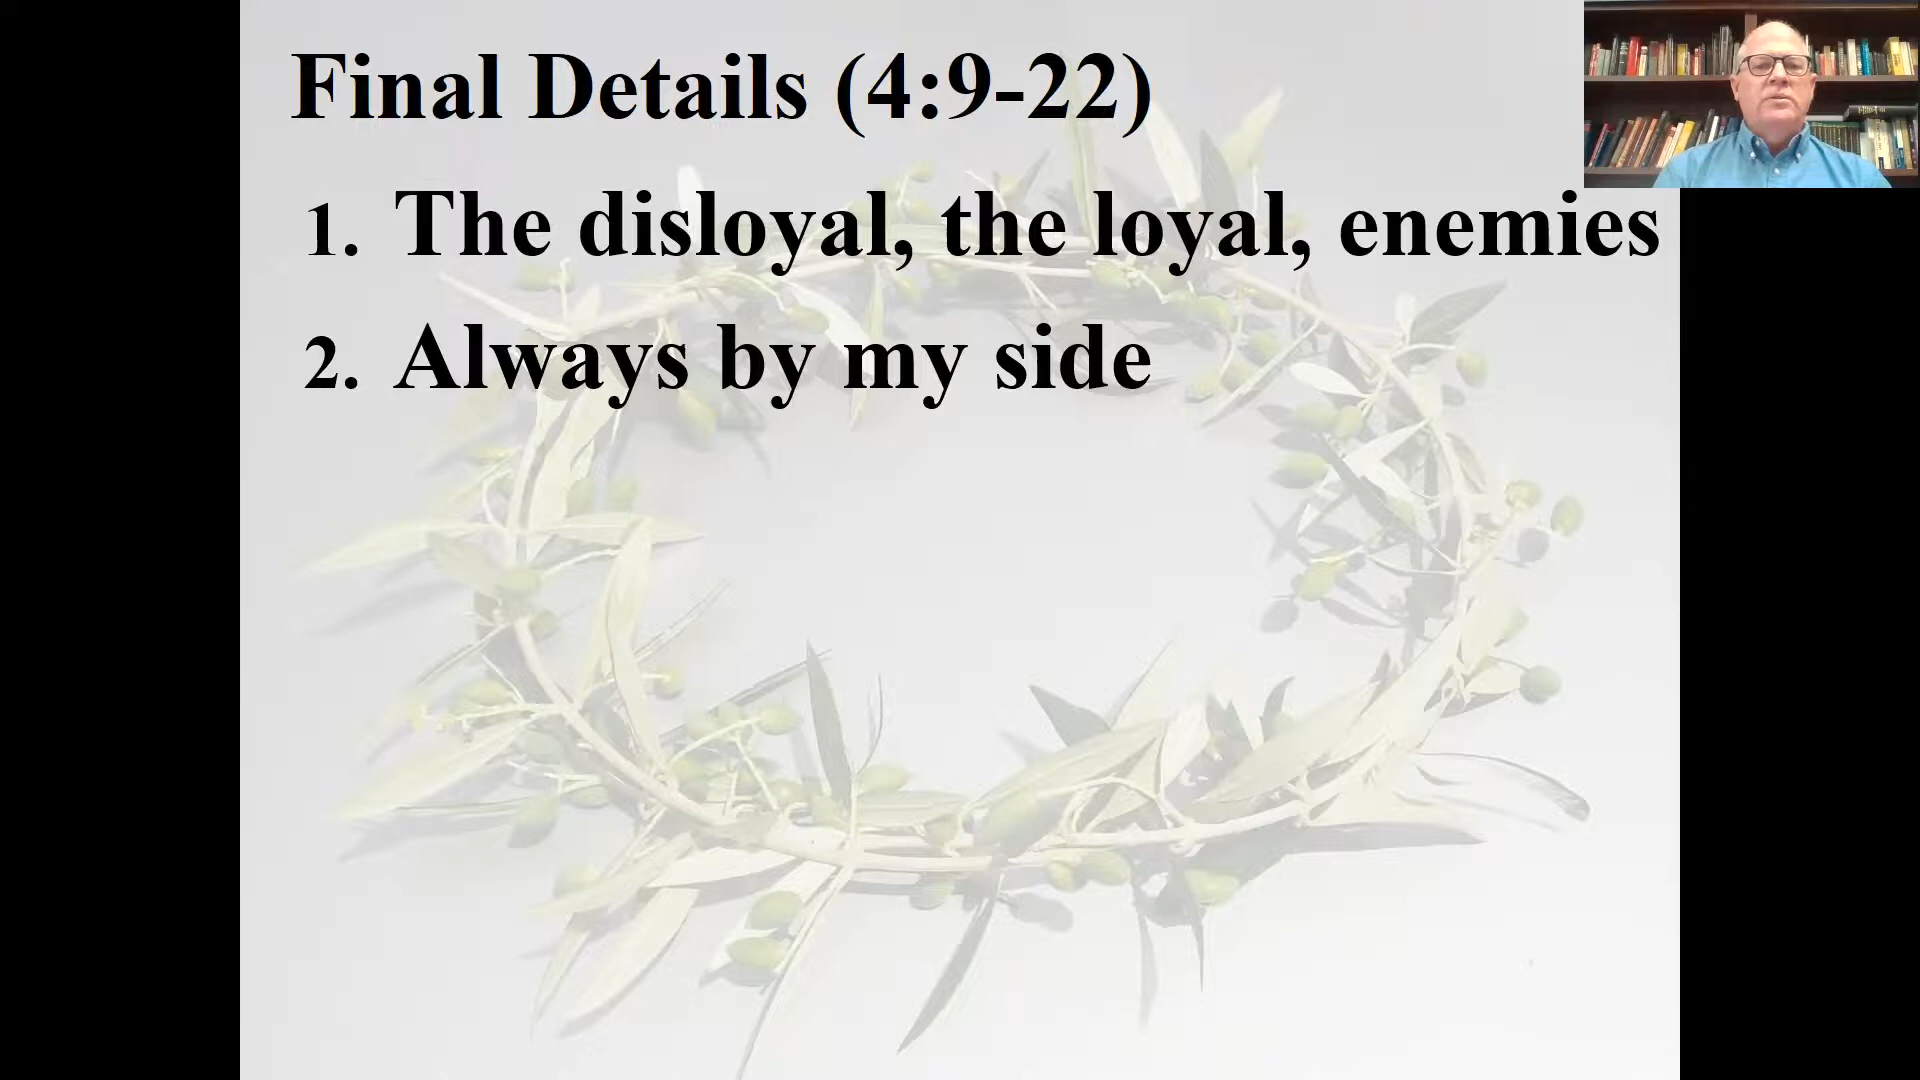 Final Details (4:9-22)
1. The disloyal, the loyal, enemies
2. Always by my side